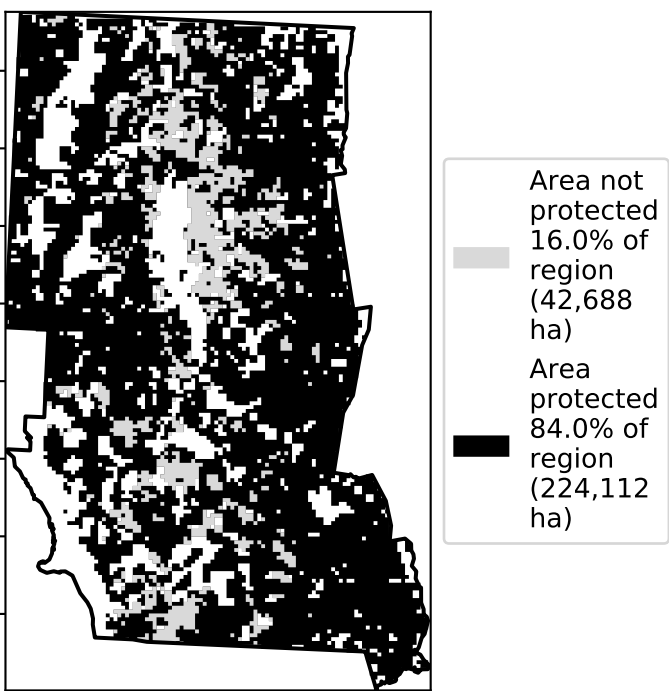 Area not
protected
16.0% of
region
(42,688
ha)
Area
protected
84.0% of
region
(224,112
ha)